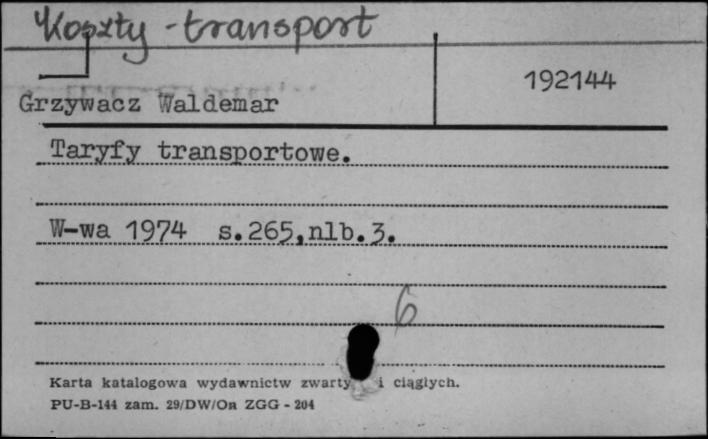 Koszty - transport
192144
Grzywacz Waldemar
Taryfy transportowe.
W-wa 1974 s.265,nlb.3.
6
Karta katalogowa wydawnictw zwarty i ciągłych.
PU-B-144 zam. 29/DW/On ZGG - 204